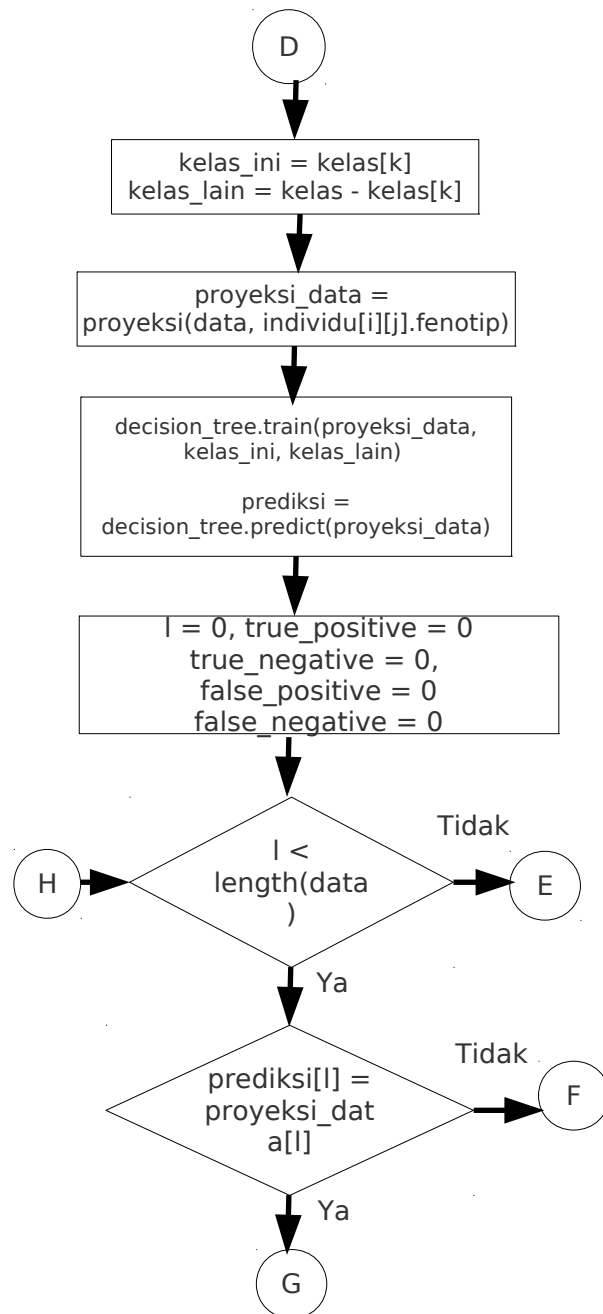 D
kelas_ini = kelas[k]
kelas_lain = kelas - kelas[k]
proyeksi_data =
proyeksi(data, individu[i][j].fenotip)
decision_tree.train(proyeksi_data,
kelas_ini, kelas_lain)
prediksi =
decision_tree.predict(proyeksi_data)
l = 0, true_positive = 0
true_negative = 0,
false_positive = 0
false_negative = 0
Tidak
H
l <
length(data
)
E
Ya
Tidak
prediksi[l] =
proyeksi_dat
a[l]
F
Ya
G